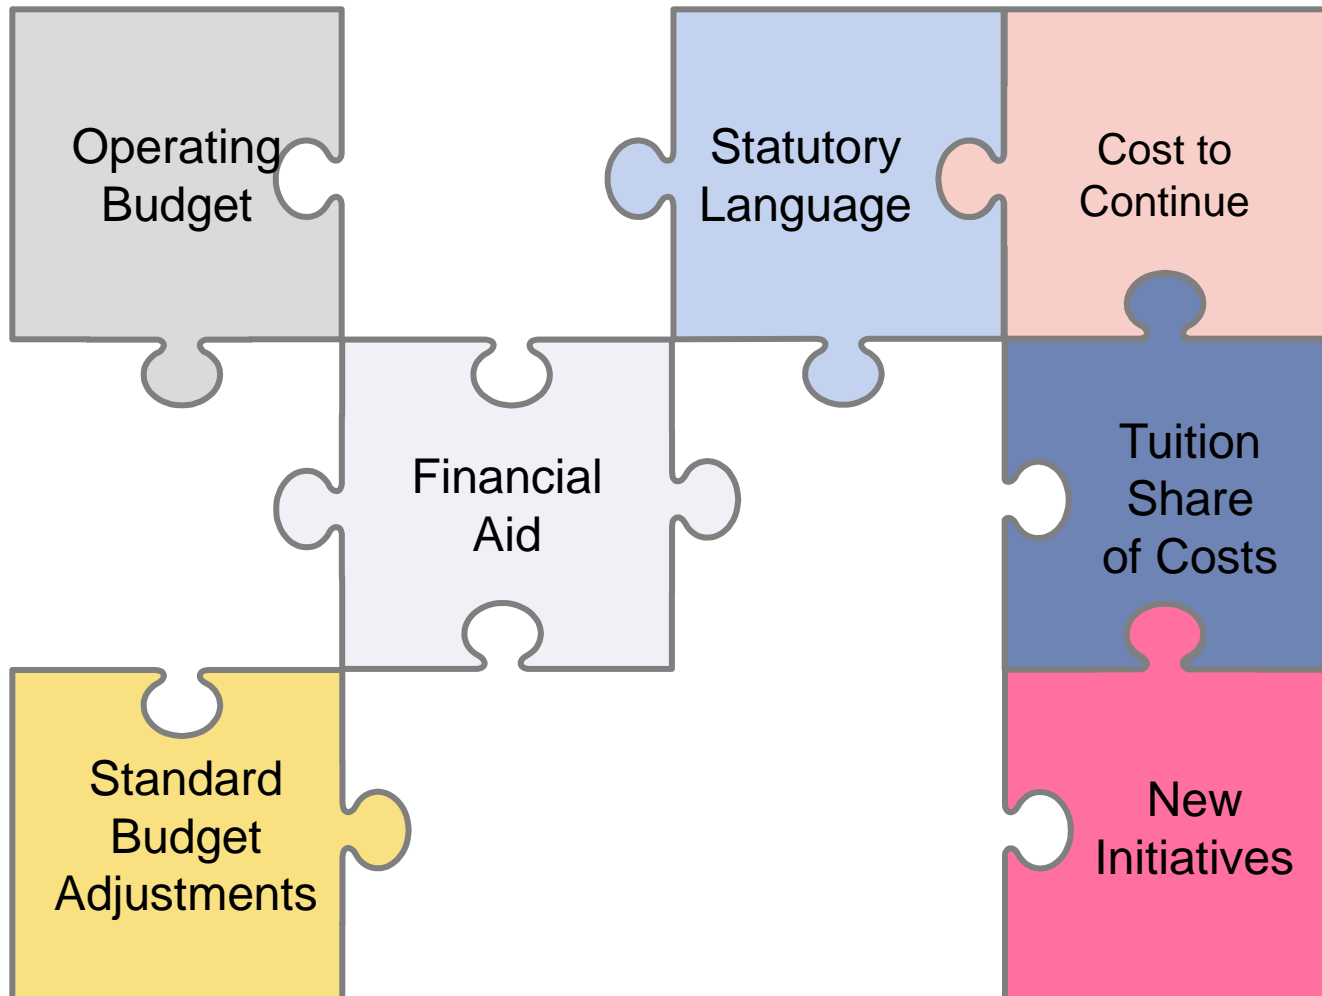 Operating
Budget
Statutory
Language
Cost to
Continue
Financial
Aid
Tuition
Share
of Costs
Standard
Budget
Adjustments
New
Initiatives